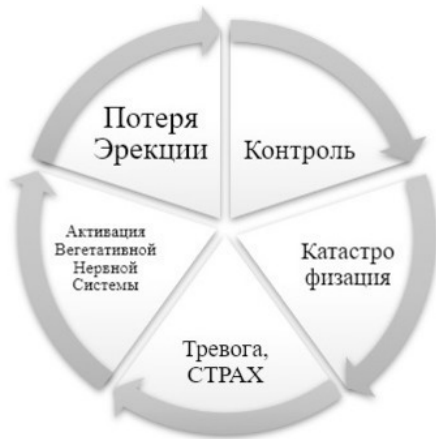 Потеря
Эрекции
Контроль
Катастро
физация
Тревога,
СТРАХ
Активация
Вегетативной
Нервной
Системы